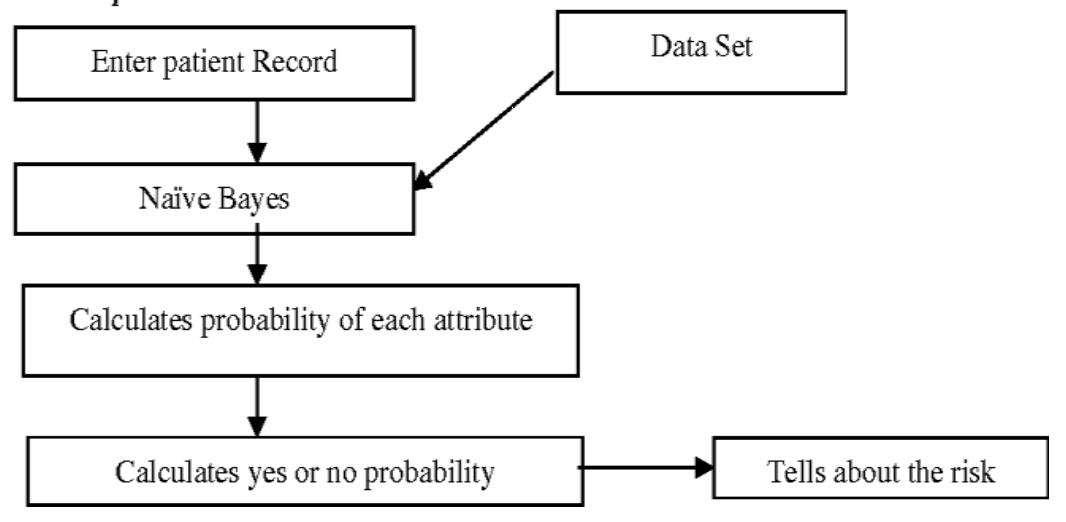 Enter patient Record
Data Set
Naïve Bayes
Calculates probability of each attribute
Calculates yes or no probability
Tells about the risk